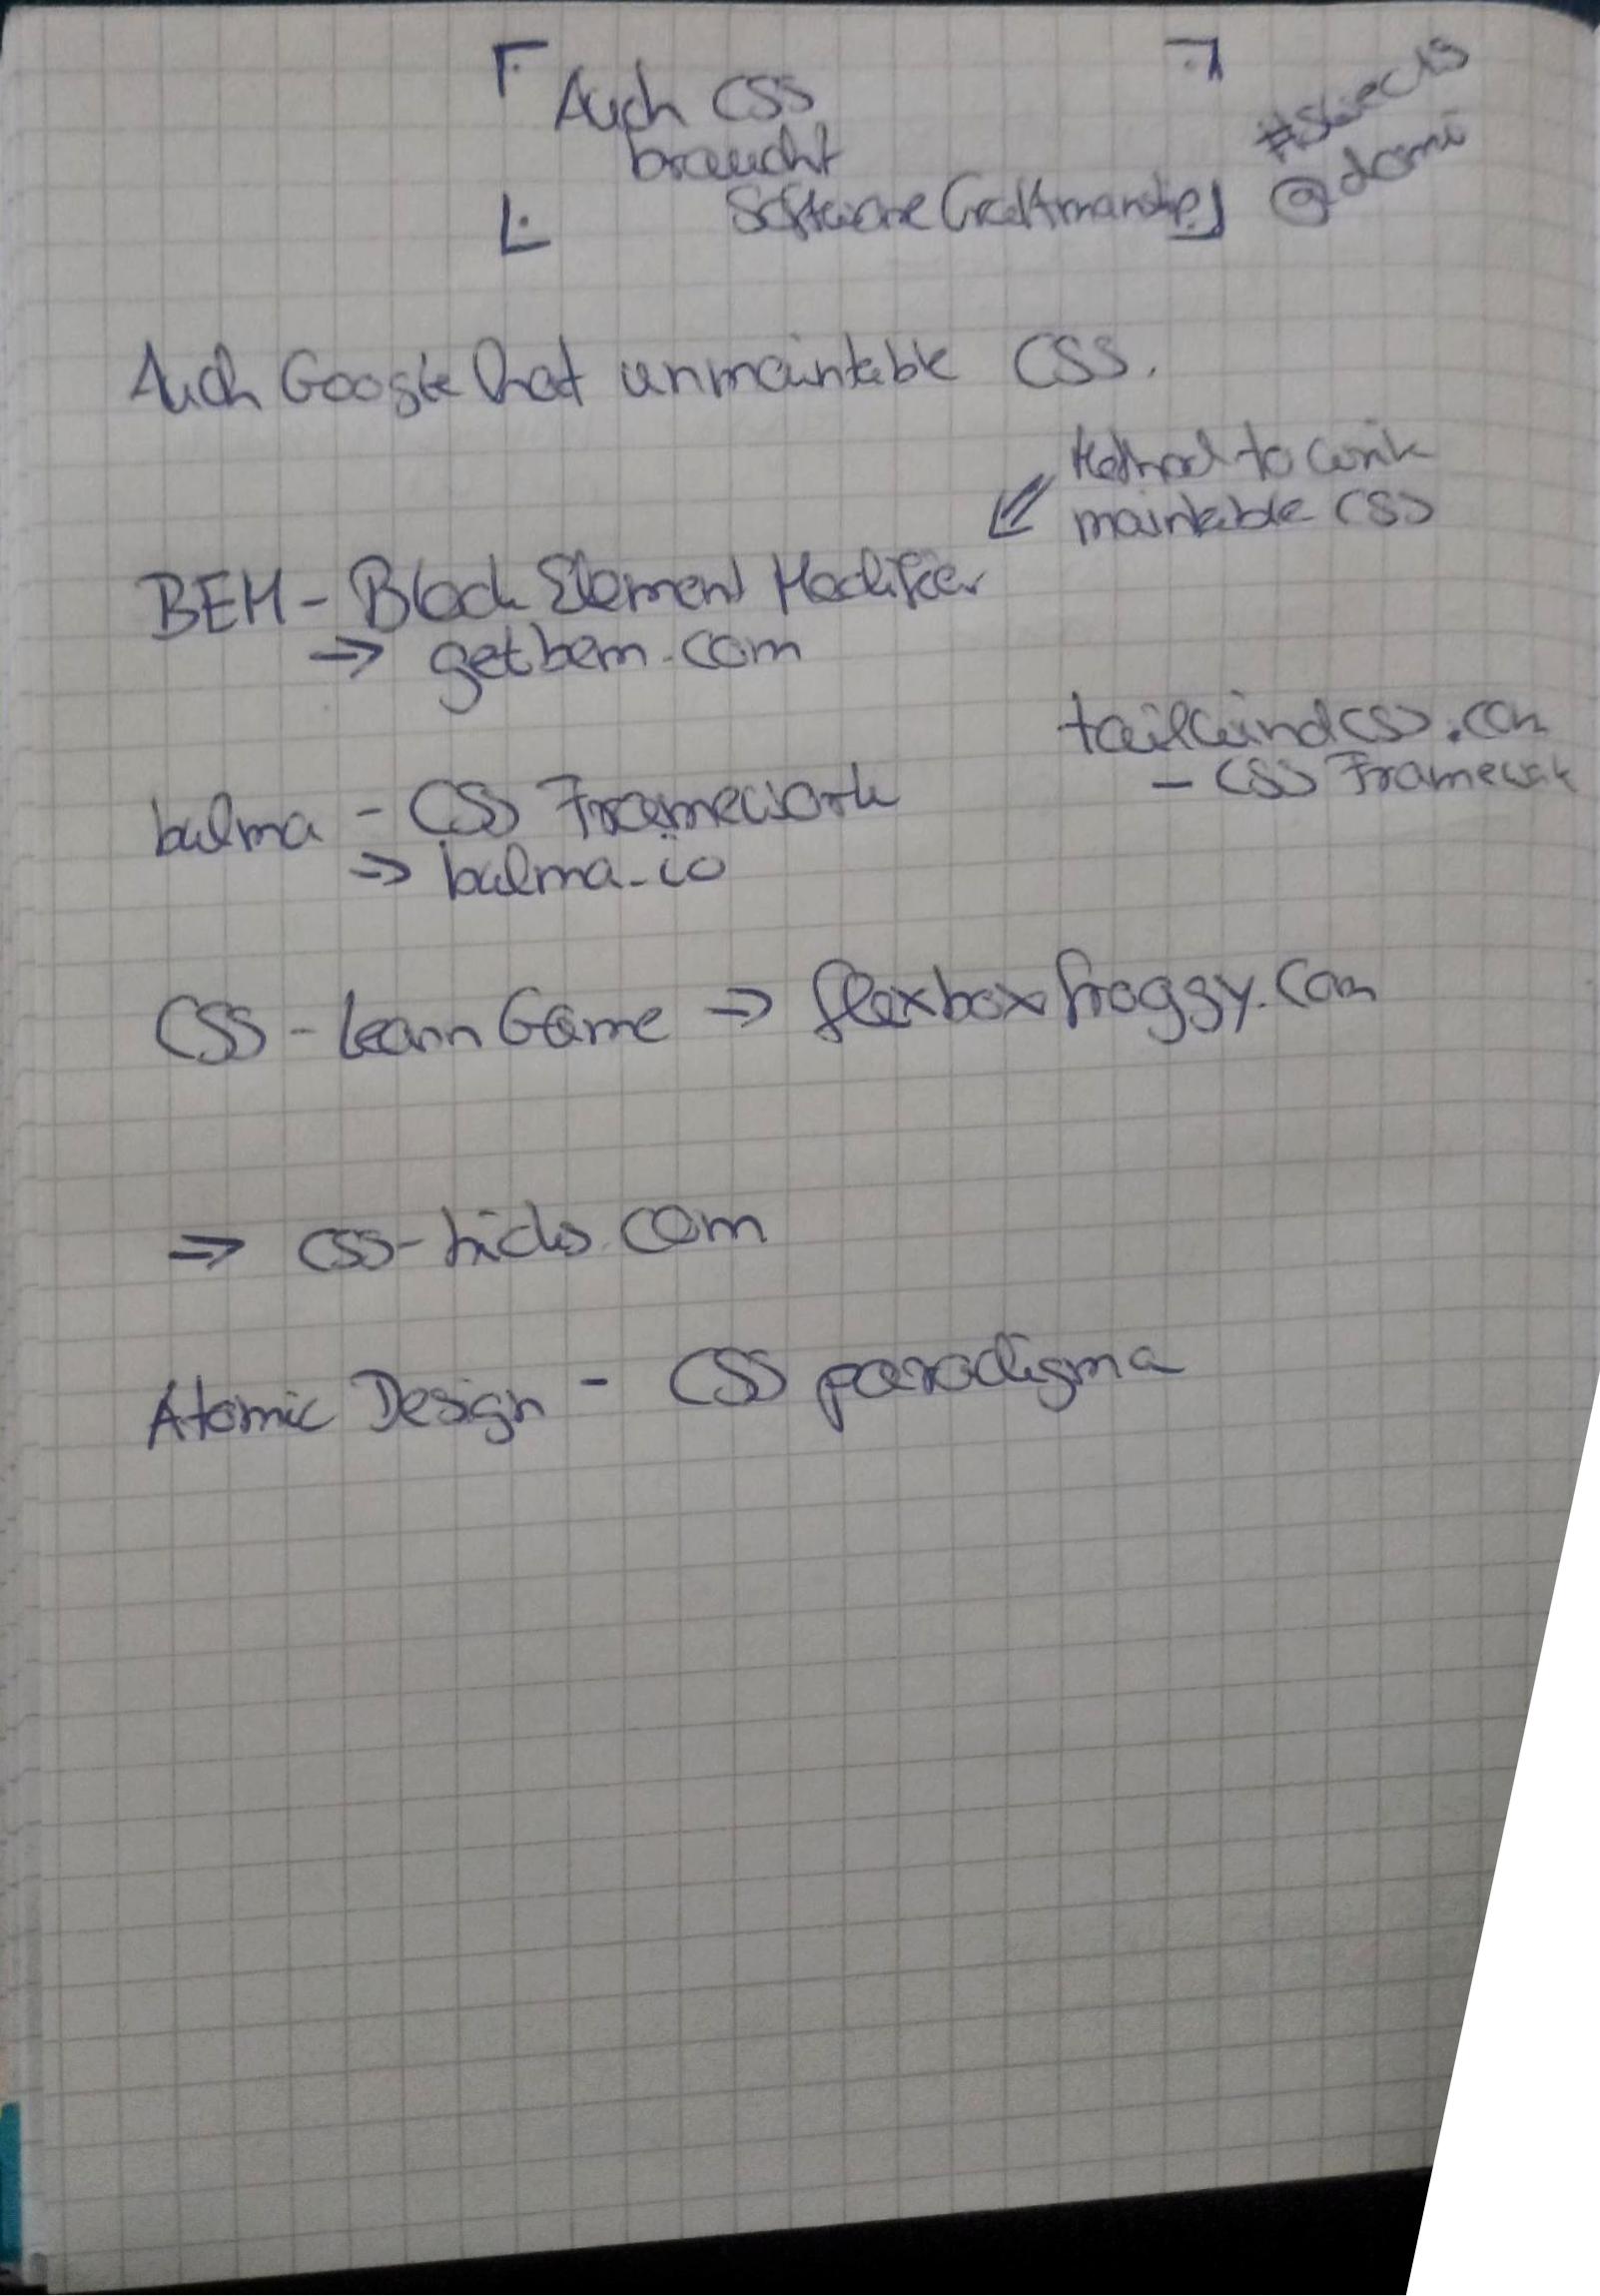 Auch CSS
braucht
Software Craftmanship
@domi
Auch Google hat unmaintable CSS.
Method to write
maintable CSS
BEM - Block Element Modifier
⇒ getbem.com
tailwindcss.com
- CSS Framework
bulma - CSS Framework
⇒ bulma.io
CSS - Learn Game ⇒ flexboxfroggy.com
⇒ css-tricks.com
Atomic Design - CSS paradigma